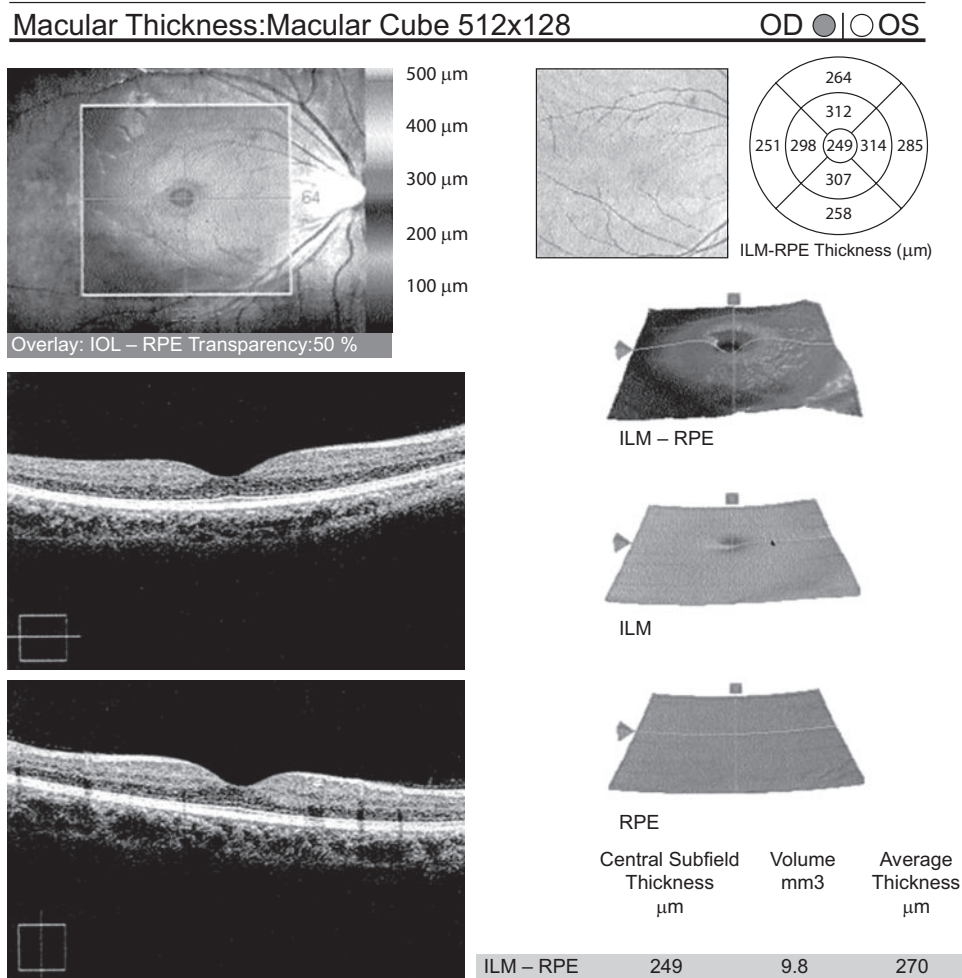 Macular Thickness:Macular Cube 512x128 OD OS
500 µm
400 µm
300 µm
200 µm
100 µm
64
Overlay: IOL – RPE Transparency:50 %
264
312
251 298 249 314 285
307
258
ILM-RPE Thickness (µm)
ILM – RPE
ILM
RPE
Central Subfield Thickness µm
Volume mm3
Average Thickness µm
ILM – RPE 249 9.8 270